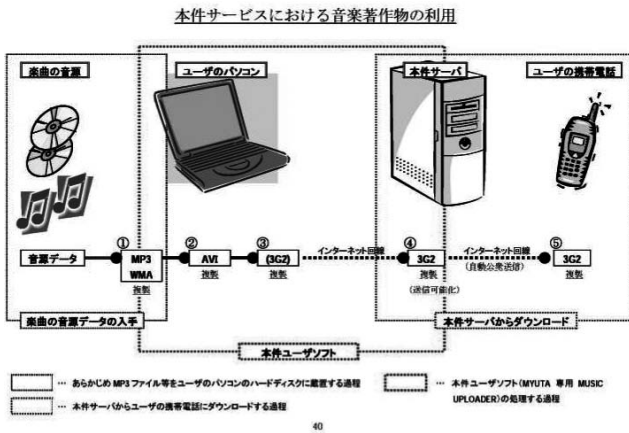 本件サービスにおける音楽著作物の利用
楽曲の音源
ユーザのパソコン
本件サーバ
ユーザの携帯電話
① ② ③ ④ ⑤
音源データ
MP3
WMA
複製
AVI
複製
(3G2)
複製
インターネット回線
3G2
複製
(送信可能化)
インターネット回線
(自動公衆送信)
3G2
複製
楽曲の音源データの入手
本件サーバからダウンロード
本件ユーザソフト
… あらかじめ MP3 ファイル等をユーザのパソコンのハードディスクに蔵置する過程
… 本件サーバからユーザの携帯電話にダウンロードする過程
… 本件ユーザソフト(MYUTA 専用 MUSIC
UPLOADER)の処理する過程
40